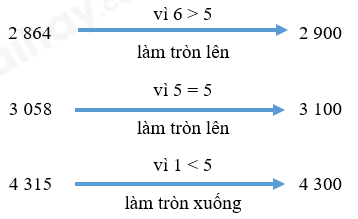 vì 6 > 5
2 864 2 900
làm tròn lên
vì 5 = 5
3 058 3 100
làm tròn lên
vì 1 < 5
4 315 4 300
làm tròn xuống